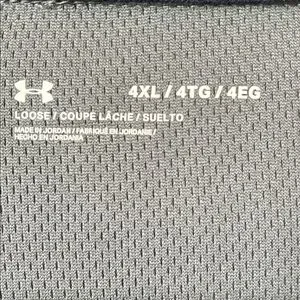 4XL / 4TG / 4EG
LOOSE / COUPE LÂCHE / SUELTO
MADE IN JORDAN / FABRIQUÉ EN JORDANIE /
HECHO EN JORDANIA